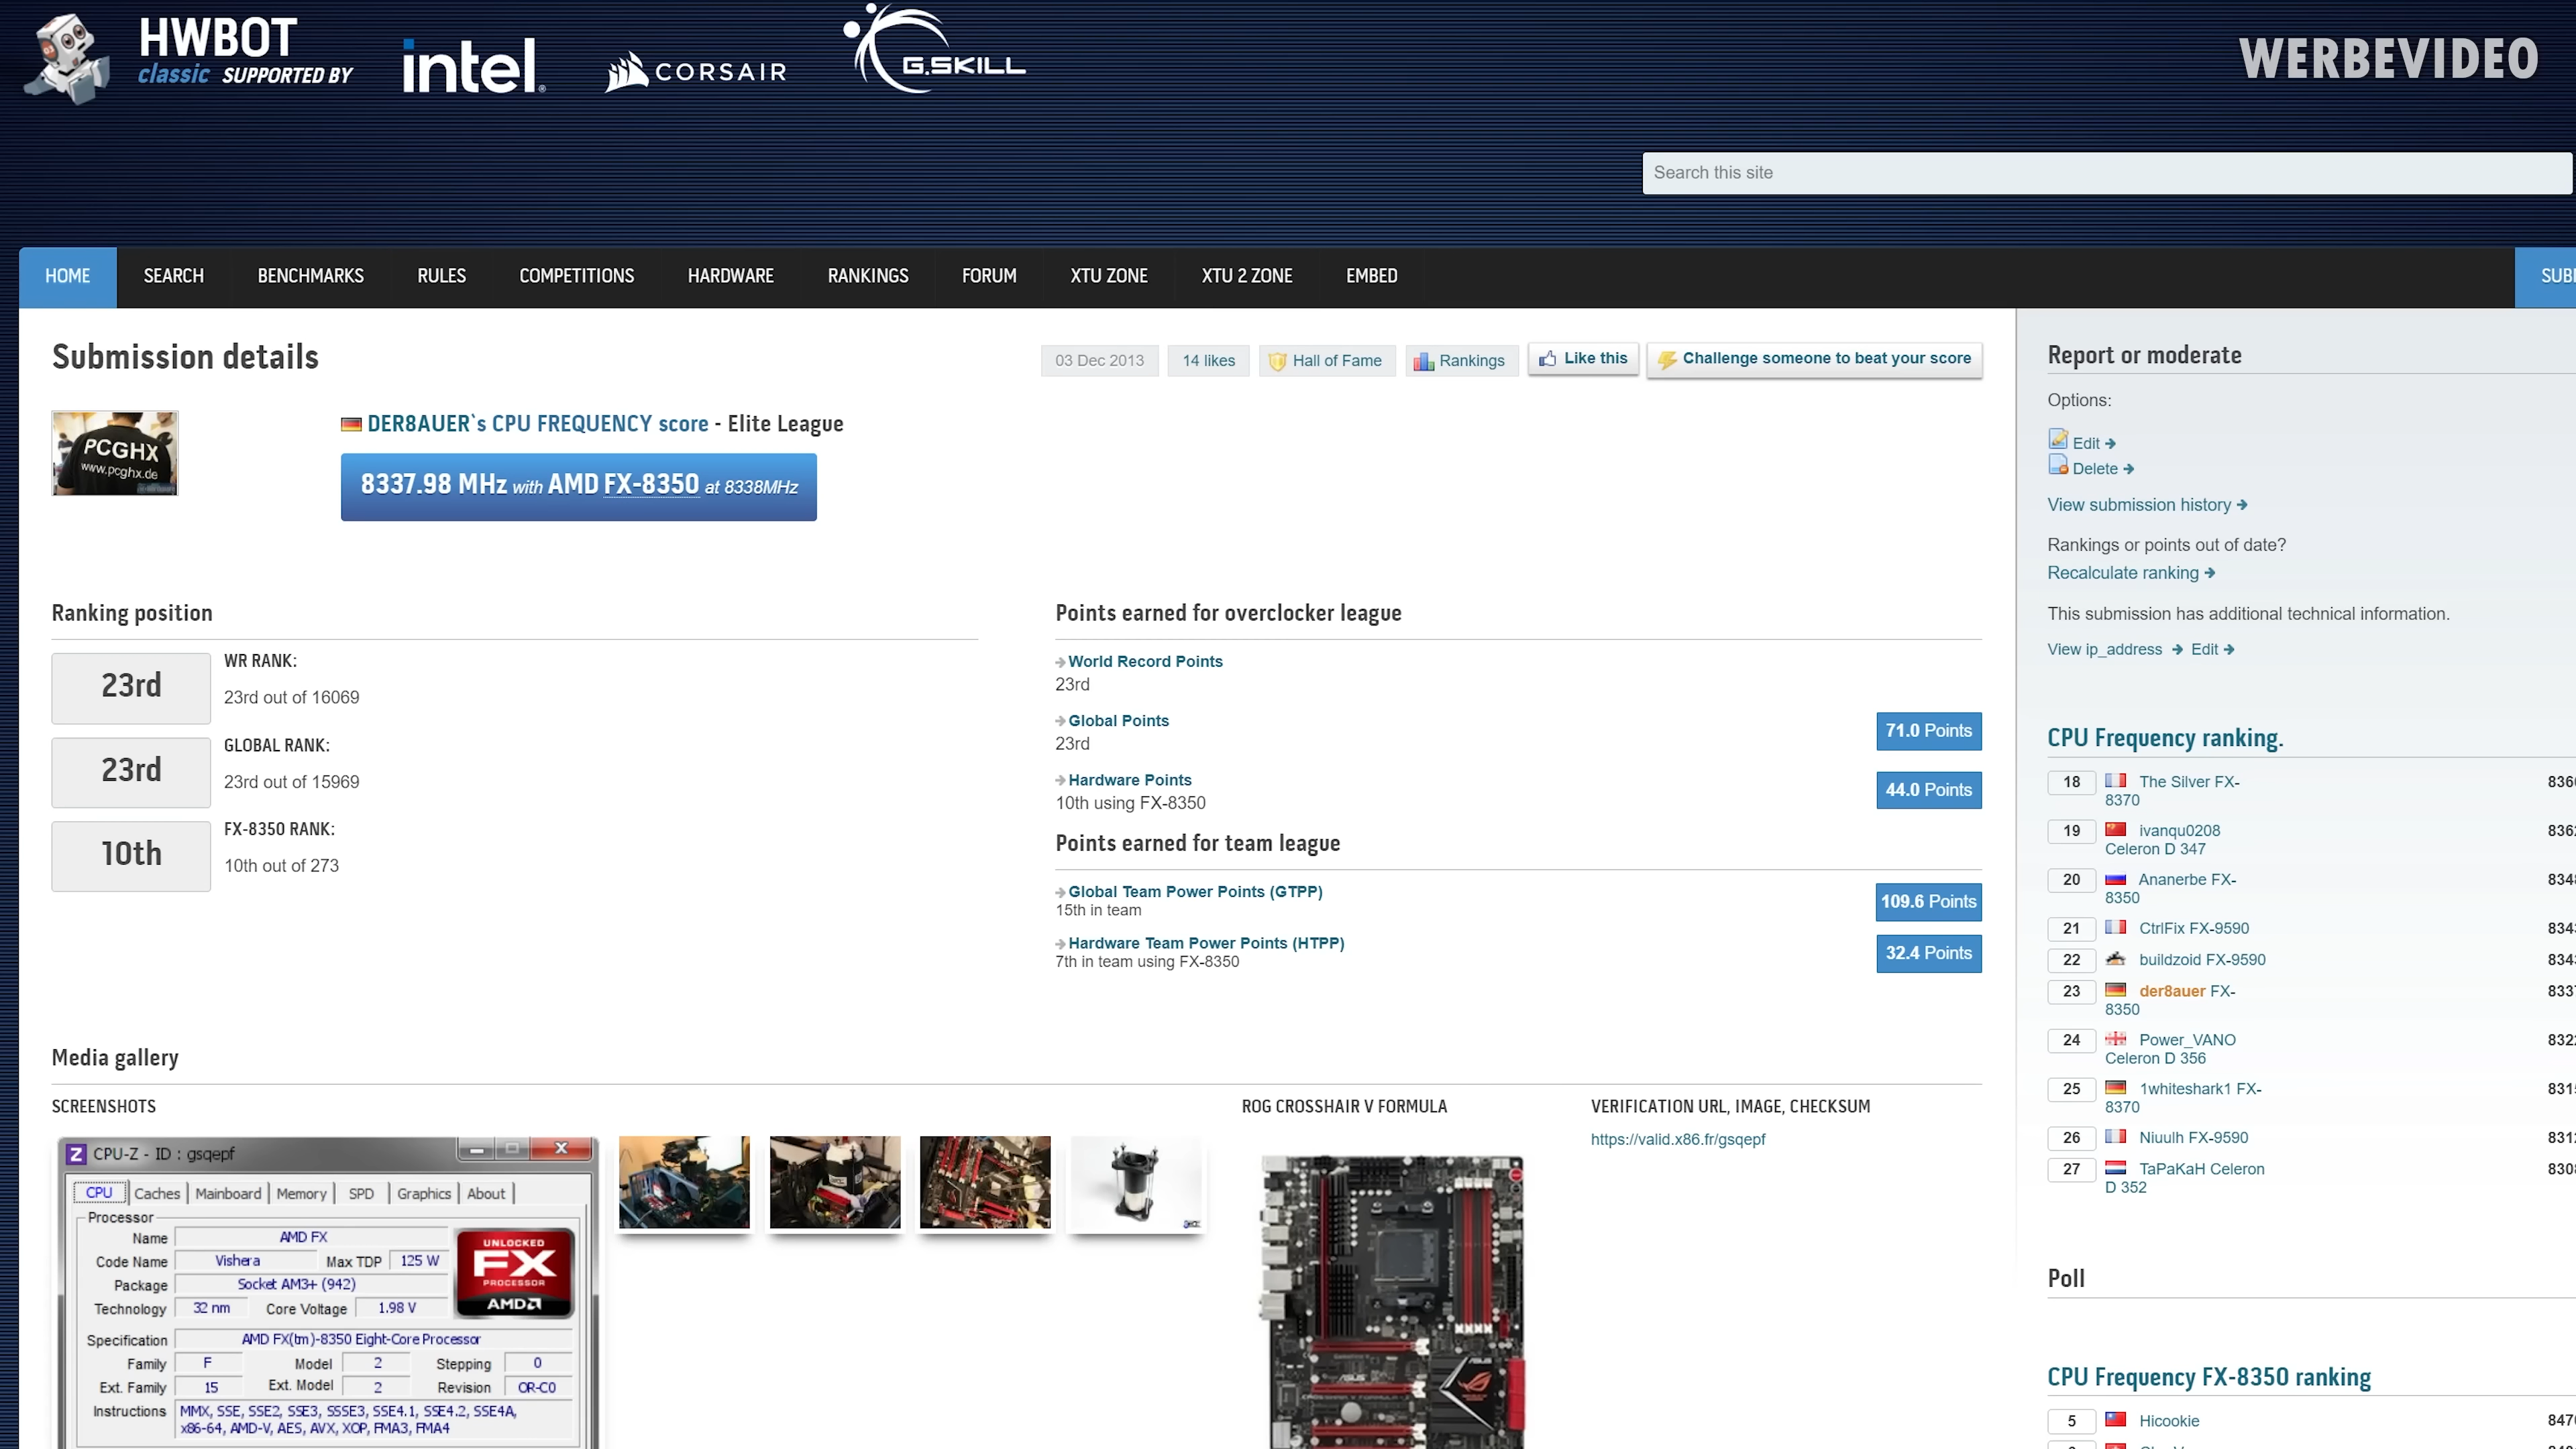 HWBOT
classic SUPPORTED BY
intel
CORSAIR
G.SKILL
WERBEVIDEO
Search this site
HOME SEARCH BENCHMARKS RULES COMPETITIONS HARDWARE RANKINGS FORUM XTU ZONE XTU 2 ZONE EMBED
Submission details
03 Dec 2013 14 likes Hall of Fame Rankings Like this Challenge someone to beat your score
PCGHX
www.pcghx.de
DER8AUER`s CPU FREQUENCY score - Elite League
8337.98 MHz with AMD FX-8350 at 8338MHz
Ranking position
23rd
WR RANK:
23rd out of 16069
23rd
GLOBAL RANK:
23rd out of 15969
10th
FX-8350 RANK:
10th out of 273
Points earned for overclocker league
World Record Points
23rd
Global Points
23rd
71.0 Points
Hardware Points
10th using FX-8350
44.0 Points
Points earned for team league
Global Team Power Points (GTPP)
15th in team
109.6 Points
Hardware Team Power Points (HTPP)
7th in team using FX-8350
32.4 Points
Media gallery
SCREENSHOTS
CPU-Z - ID : gsqepf
CPU Caches Mainboard Memory SPD Graphics About
Processor
Name AMD FX
Code Name Vishera Max TDP 125 W
Package Socket AM3+ (942)
Technology 32 nm Core Voltage 1.98 V
UNLOCKED
FX
PROCESSOR
AMD
Specification AMD FX(tm)-8350 Eight-Core Processor
Family F Model 2 Stepping 0
Ext. Family 15 Ext. Model 2 Revision OR-C0
Instructions MMX, SSE, SSE2, SSE3, SSSE3, SSE4.1, SSE4.2, SSE4A,
x86-64, AMD-V, AES, AVX, XOP, FMA3, FMA4
ROG CROSSHAIR V FORMULA
VERIFICATION URL, IMAGE, CHECKSUM
https://valid.x86.fr/gsqepf
Report or moderate
Options:
Edit
Delete
View submission history
Rankings or points out of date?
Recalculate ranking
This submission has additional technical information.
View ip_address Edit
CPU Frequency ranking.
18 The Silver FX-
8370
19 ivanqu0208
Celeron D 347
20 Ananerbe FX-
8350
21 CtrlFix FX-9590
22 buildzoid FX-9590
23 der8auer FX-
8350
24 Power_VANO
Celeron D 356
25 1whiteshark1 FX-
8370
26 Niuulh FX-9590
27 TaPaKaH Celeron
D 352
Poll
CPU Frequency FX-8350 ranking
5 Hicookie